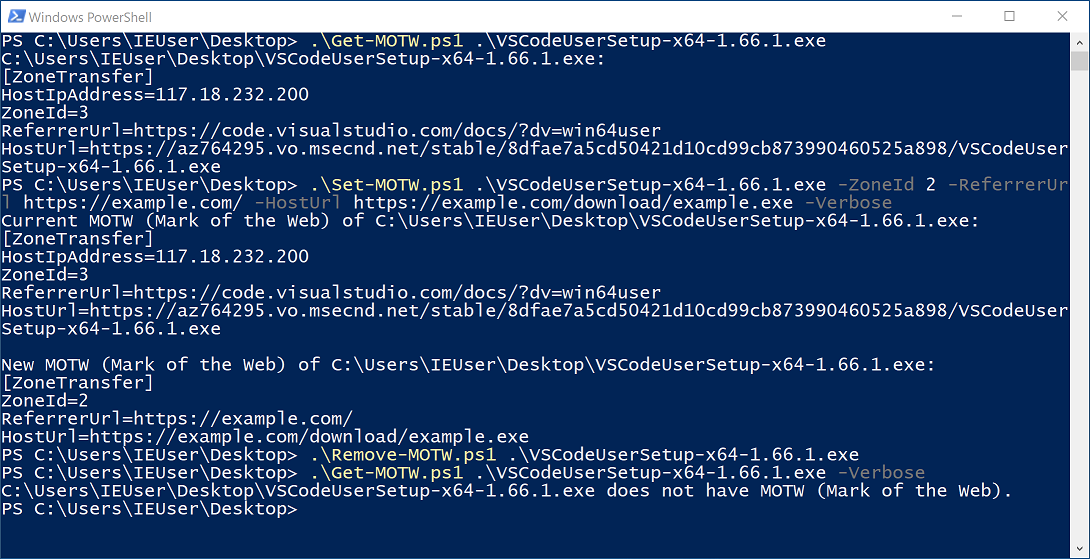 Windows PowerShell
PS C:\Users\IEUser\Desktop> .\Get-MOTW.ps1 .\VSCodeUserSetup-x64-1.66.1.exe
C:\Users\IEUser\Desktop\VSCodeUserSetup-x64-1.66.1.exe:
[ZoneTransfer]
HostIpAddress=117.18.232.200
ZoneId=3
ReferrerUrl=https://code.visualstudio.com/docs/?dv=win64user
HostUrl=https://az764295.vo.msecnd.net/stable/8dfae7a5cd50421d10cd99cb873990460525a898/VSCodeUser
Setup-x64-1.66.1.exe
PS C:\Users\IEUser\Desktop> .\Set-MOTW.ps1 .\VSCodeUserSetup-x64-1.66.1.exe -ZoneId 2 -ReferrerUr
l https://example.com/ -HostUrl https://example.com/download/example.exe -Verbose
Current MOTW (Mark of the Web) of C:\Users\IEUser\Desktop\VSCodeUserSetup-x64-1.66.1.exe:
[ZoneTransfer]
HostIpAddress=117.18.232.200
ZoneId=3
ReferrerUrl=https://code.visualstudio.com/docs/?dv=win64user
HostUrl=https://az764295.vo.msecnd.net/stable/8dfae7a5cd50421d10cd99cb873990460525a898/VSCodeUser
Setup-x64-1.66.1.exe
New MOTW (Mark of the Web) of C:\Users\IEUser\Desktop\VSCodeUserSetup-x64-1.66.1.exe:
[ZoneTransfer]
ZoneId=2
ReferrerUrl=https://example.com/
HostUrl=https://example.com/download/example.exe
PS C:\Users\IEUser\Desktop> .\Remove-MOTW.ps1 .\VSCodeUserSetup-x64-1.66.1.exe
PS C:\Users\IEUser\Desktop> .\Get-MOTW.ps1 .\VSCodeUserSetup-x64-1.66.1.exe -Verbose
C:\Users\IEUser\Desktop\VSCodeUserSetup-x64-1.66.1.exe does not have MOTW (Mark of the Web).
PS C:\Users\IEUser\Desktop>